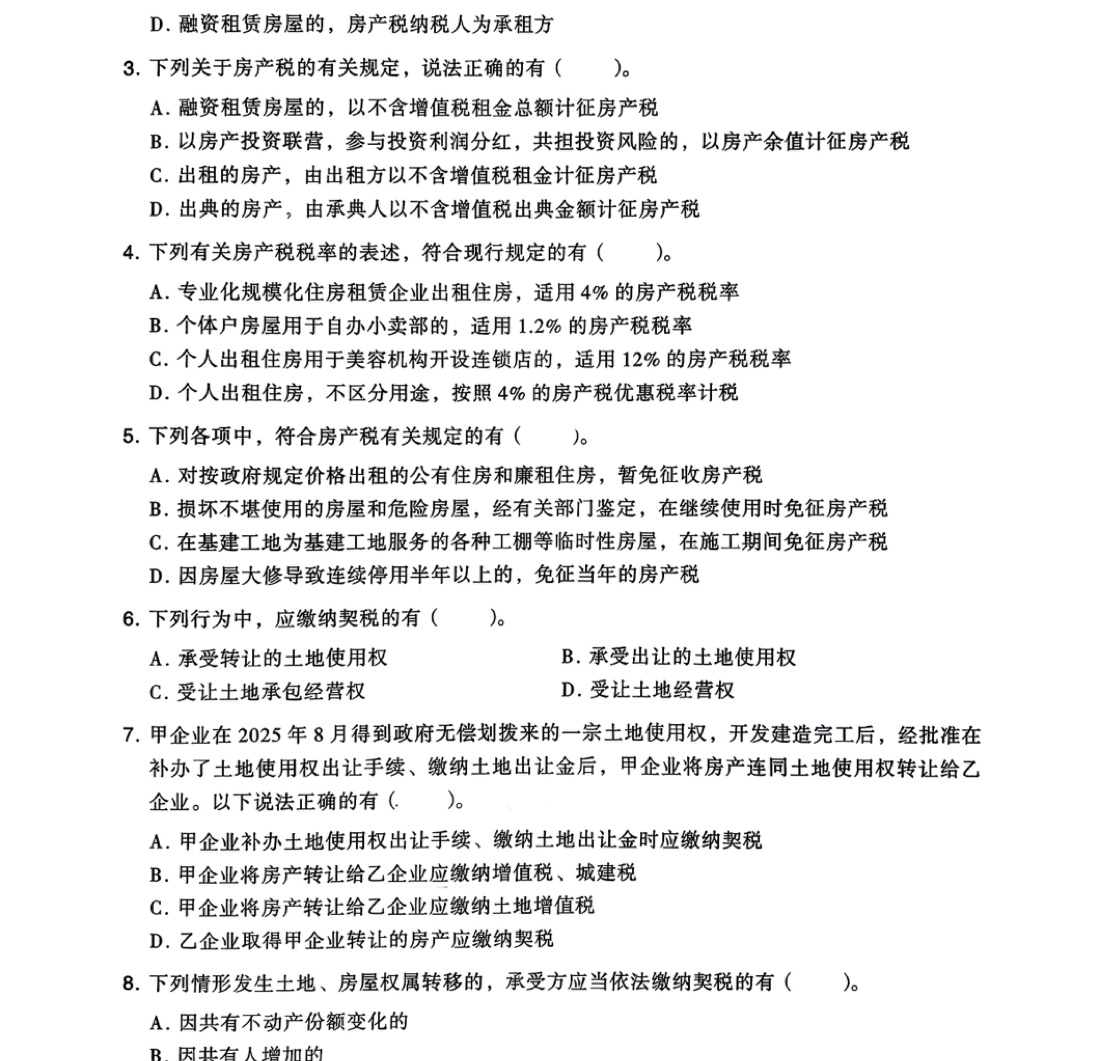 D. 融资租赁房屋的，房产税纳税人为承租方
3. 下列关于房产税的有关规定，说法正确的有（　　）。
A. 融资租赁房屋的，以不含增值税租金总额计征房产税
B. 以房产投资联营，参与投资利润分红，共担投资风险的，以房产余值计征房产税
C. 出租的房产，由出租方以不含增值税租金计征房产税
D. 出典的房产，由承典人以不含增值税出典金额计征房产税
4. 下列有关房产税税率的表述，符合现行规定的有（　　）。
A. 专业化规模化住房租赁企业出租住房，适用 4% 的房产税税率
B. 个体户房屋用于自办小卖部的，适用 1.2% 的房产税税率
C. 个人出租住房用于美容机构开设连锁店的，适用 12% 的房产税税率
D. 个人出租住房，不区分用途，按照 4% 的房产税优惠税率计税
5. 下列各项中，符合房产税有关规定的有（　　）。
A. 对按政府规定价格出租的公有住房和廉租住房，暂免征收房产税
B. 损坏不堪使用的房屋和危险房屋，经有关部门鉴定，在继续使用时免征房产税
C. 在基建工地为基建工地服务的各种工棚等临时性房屋，在施工期间免征房产税
D. 因房屋大修导致连续停用半年以上的，免征当年的房产税
6. 下列行为中，应缴纳契税的有（　　）。
A. 承受转让的土地使用权　　B. 承受出让的土地使用权
C. 受让土地承包经营权　　D. 受让土地经营权
7. 甲企业在 2025 年 8 月得到政府无偿划拨来的一宗土地使用权，开发建造完工后，经批准在
补办了土地使用权出让手续、缴纳土地出让金后，甲企业将房产连同土地使用权转让给乙
企业。以下说法正确的有（　　）。
A. 甲企业补办土地使用权出让手续、缴纳土地出让金时应缴纳契税
B. 甲企业将房产转让给乙企业应缴纳增值税、城建税
C. 甲企业将房产转让给乙企业应缴纳土地增值税
D. 乙企业取得甲企业转让的房产应缴纳契税
8. 下列情形发生土地、房屋权属转移的，承受方应当依法缴纳契税的有（　　）。
A. 因共有不动产份额变化的
B. 因共有人增加的